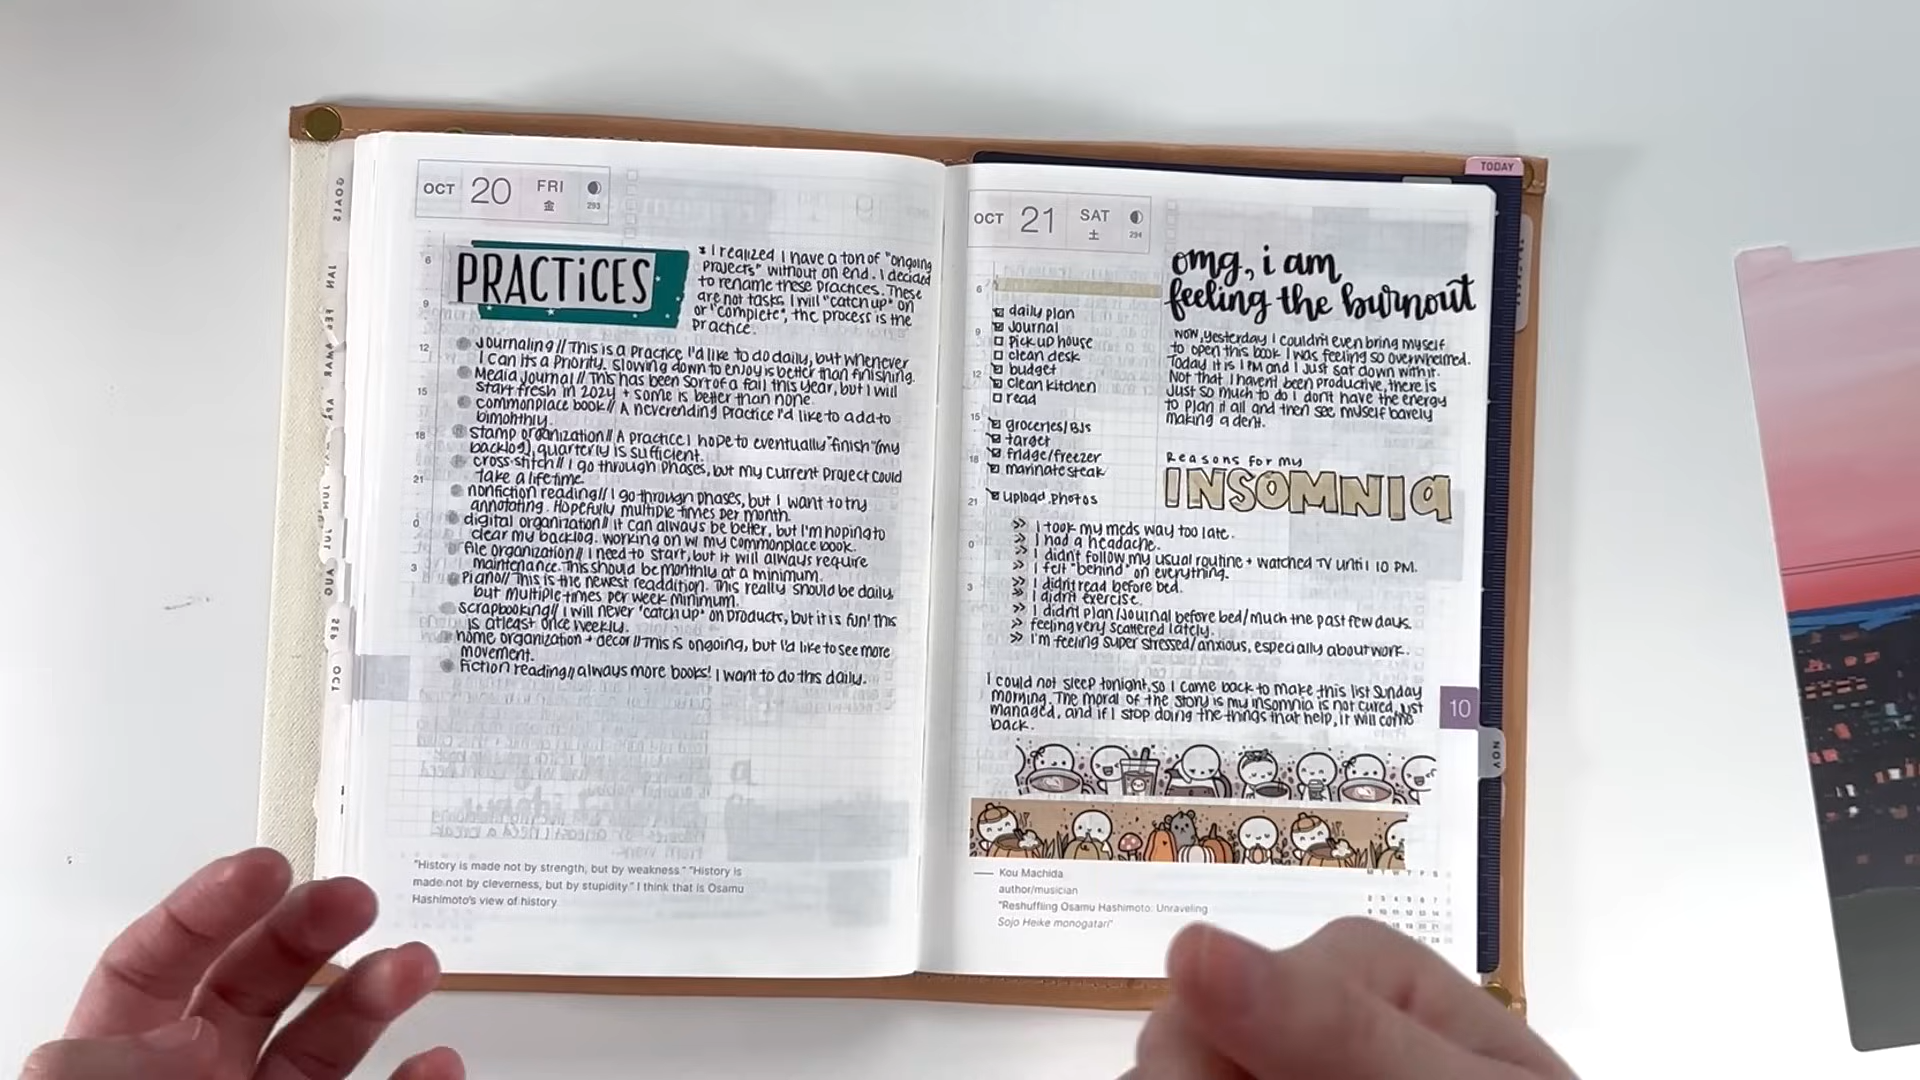 TODAY
OCT 20 FRI
金
293
PRACTiCES
* I realized I have a ton of "ongoing
Projects" without an end. I decided
to rename these practices. These
are not tasks I will "catch up" on
or "complete", the process is the
Practice.
Journaling // This is a Practice I'd like to do daily, but whenever
I can its a Priority. Slowing down to enjoy is better than finishing.
Media Journal // This has been sort of a fail this year, but I will
start fresh in 2024 + some is better than none.
commonplace book // A neverending Practice I'd like to add to
bimonthly.
Stamp organization // A practice I hope to eventually "finish" (my
backlog), quarterly is sufficient.
cross-stitch // I go through phases, but my current Project could
take a lifetime.
nonfiction reading // I go through phases, but I want to try
annotating. Hopefully multiple times per month.
digital organization // it can always be better, but I'm hoping to
clear my backlog. working on w/ my commonplace book.
file organization // I need to start, but it will always require
maintenance. This should be monthly at a minimum.
Piano // This is the newest readdition. This really should be daily,
but multiple times per week minimum.
scrapbooking // I will never "catch up" on products, but it is fun! this
is atleast once weekly.
home organization + decor // This is ongoing, but I'd like to see more
movement.
Fiction reading // always more books! I want to do this daily.
"History is made not by strength, but by weakness" "History is
made not by cleverness, but by stupidity." I think that is Osamu
Hashimoto's view of history.
OCT 21 SAT
土
294
omg, i am
feeling the burnout
daily plan
Journal
Pick up house
clean desk
budget
clean kitchen
read
groceries/BJs
target
fridge/freezer
marinate steak
upload photos
Wow, yesterday I couldn't even bring myself
to open this book I was feeling so overwhelmed.
Today it is 1 PM and I just sat down with it.
Not that I haven't been productive, there is
Just so much to do I don't have the energy
to plan it all and then see myself barely
making a dent.
Reasons for my
INSOMNIA
» I took my meds way too late.
» I had a headache.
» I didn't follow my usual routine + watched TV until 10 PM.
» I felt "behind" on everything.
» I didn't read before bed.
» I didn't exercise.
» I didn't plan/Journal before bed/much the past few days.
» feeling very scattered lately.
» I'm feeling super stressed/anxious, especially about work.
I could not sleep tonight, so I came back to make this list Sunday
morning. The moral of the story is my insomnia is not cured, just
managed, and if I stop doing the things that help, it will come
back.
10
NOV
Kou Machida
author/musician
"Reshuffling Osamu Hashimoto: Unraveling
Sojo Heike monogatari"
GOALS
JAN
FEB
MAR
APR
JUN
JUL
AUG
SEP
OCT